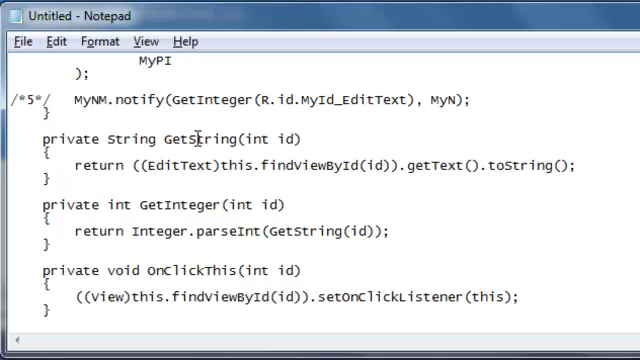 Untitled - Notepad
File Edit Format View Help
MyPI
);
/*5*/ MyNM.notify(GetInteger(R.id.MyId_EditText), MyN);
}
private String GetString(int id)
{
return ((EditText)this.findViewById(id)).getText().toString();
}
private int GetInteger(int id)
{
return Integer.parseInt(GetString(id));
}
private void OnClickThis(int id)
{
((View)this.findViewById(id)).setOnClickListener(this);
}